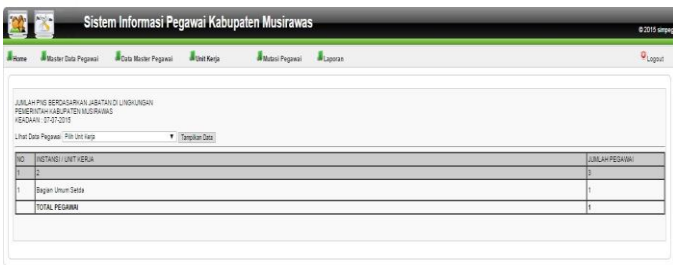 Sistem Informasi Pegawai Kabupaten Musirawas
© 2015 simpeg
Home Master Data Pegawai Data Master Pegawai Unit Kerja Mutasi Pegawai Laporan Logout
JUMLAH PNS BERDASARKAN JABATAN DI LINGKUNGAN
PEMERINTAH KABUPATEN MUSIRAWAS
KEADAAN : 07-07-2015
Lihat Data Pegawai Pilih Unit Kerja Tampilkan Data
NO INSTANSI / UNIT KERJA JUMLAH PEGAWAI
1 2 3
1 Bagian Umum Setda 1
TOTAL PEGAWAI 1